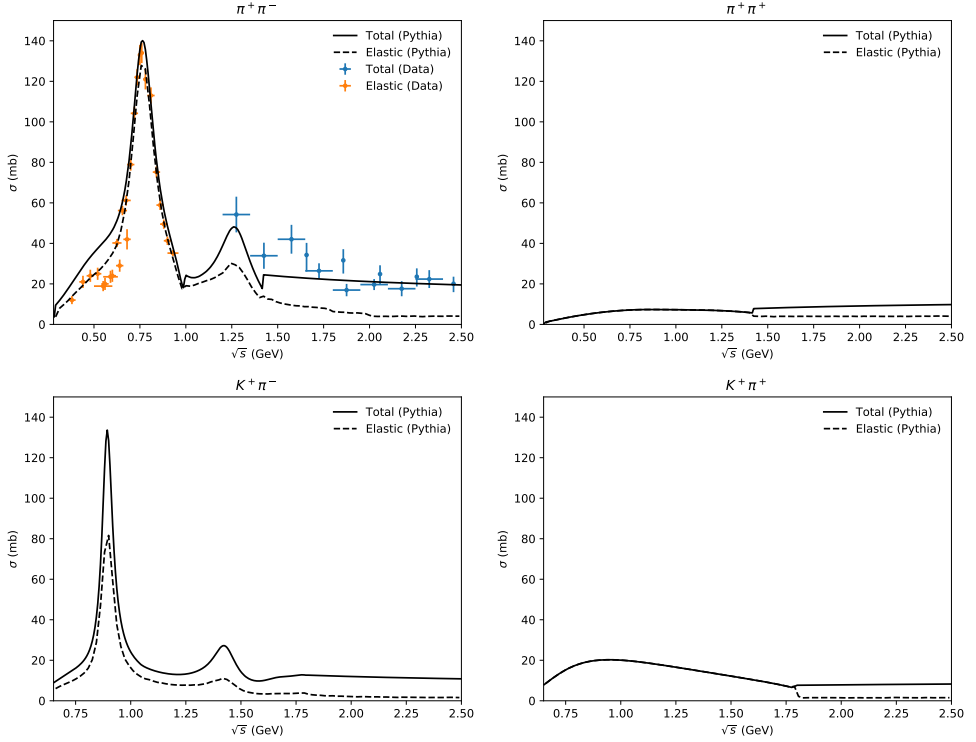 π⁺π⁻
σ (mb)
140
120
100
80
60
40
20
0
Total (Pythia)
Elastic (Pythia)
Total (Data)
Elastic (Data)
0.50 0.75 1.00 1.25 1.50 1.75 2.00 2.25 2.50
√s (GeV)
π⁺π⁺
σ (mb)
140
120
100
80
60
40
20
0
Total (Pythia)
Elastic (Pythia)
0.50 0.75 1.00 1.25 1.50 1.75 2.00 2.25 2.50
√s (GeV)
K⁺π⁻
σ (mb)
140
120
100
80
60
40
20
0
Total (Pythia)
Elastic (Pythia)
0.75 1.00 1.25 1.50 1.75 2.00 2.25 2.50
√s (GeV)
K⁺π⁺
σ (mb)
140
120
100
80
60
40
20
0
Total (Pythia)
Elastic (Pythia)
0.75 1.00 1.25 1.50 1.75 2.00 2.25 2.50
√s (GeV)